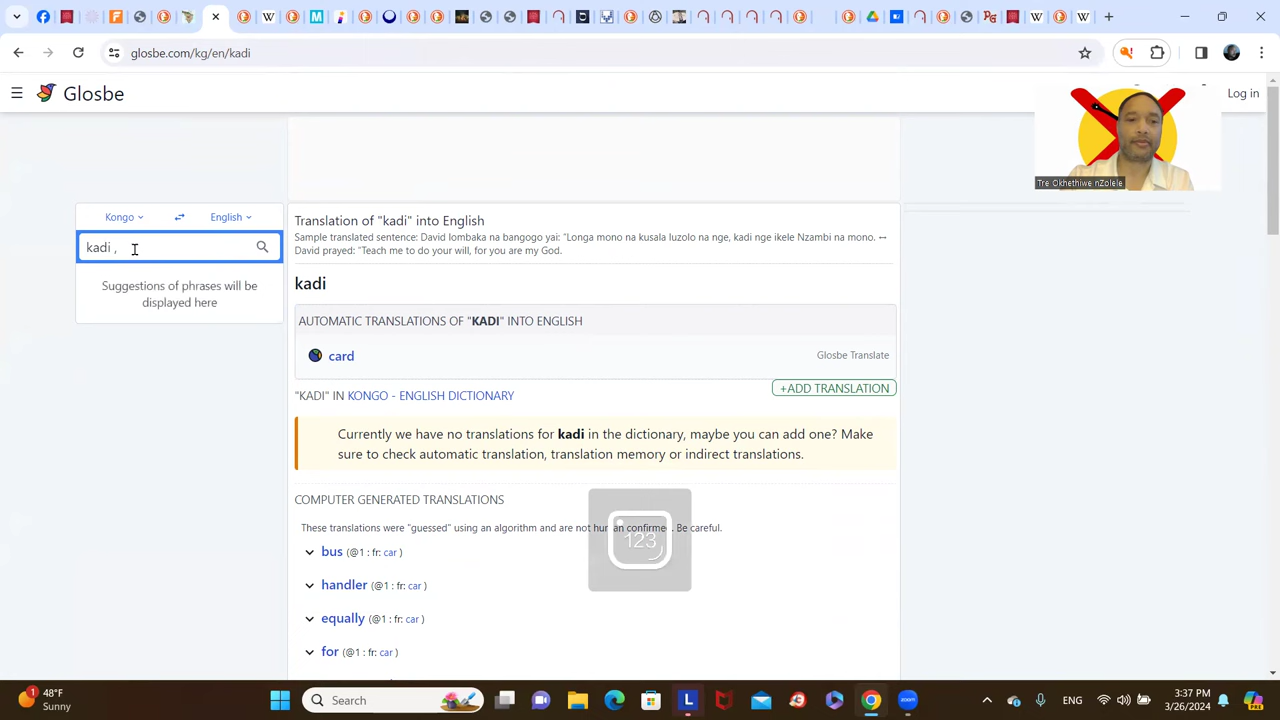 glosbe.com/kg/en/kadi
Glosbe
Log in
Tre Okhethiwe nZolele
Kongo
English
kadi ,
Suggestions of phrases will be
displayed here
Translation of "kadi" into English
Sample translated sentence: David lombaka na bangogo yai: "Longa mono na kusala luzolo na nge, kadi nge ikele Nzambi na mono. ↔
David prayed: "Teach me to do your will, for you are my God.
kadi
AUTOMATIC TRANSLATIONS OF "KADI" INTO ENGLISH
card
Glosbe Translate
+ADD TRANSLATION
"KADI" IN KONGO - ENGLISH DICTIONARY
Currently we have no translations for kadi in the dictionary, maybe you can add one? Make
sure to check automatic translation, translation memory or indirect translations.
COMPUTER GENERATED TRANSLATIONS
These translations were "guessed" using an algorithm and are not human confirmed. Be careful.
123
bus (@1 : fr: car )
handler (@1 : fr: car )
equally (@1 : fr: car )
for (@1 : fr: car )
1
48°F
Sunny
Search
ENG
3:37 PM
3/26/2024